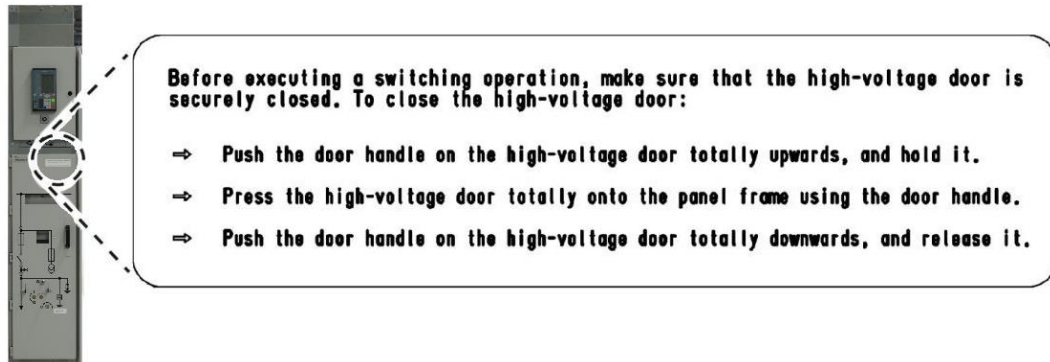 Before executing a switching operation, make sure that the high-voltage door is
securely closed. To close the high-voltage door:
⇒ Push the door handle on the high-voltage door totally upwards, and hold it.
⇒ Press the high-voltage door totally onto the panel frame using the door handle.
⇒ Push the door handle on the high-voltage door totally downwards, and release it.